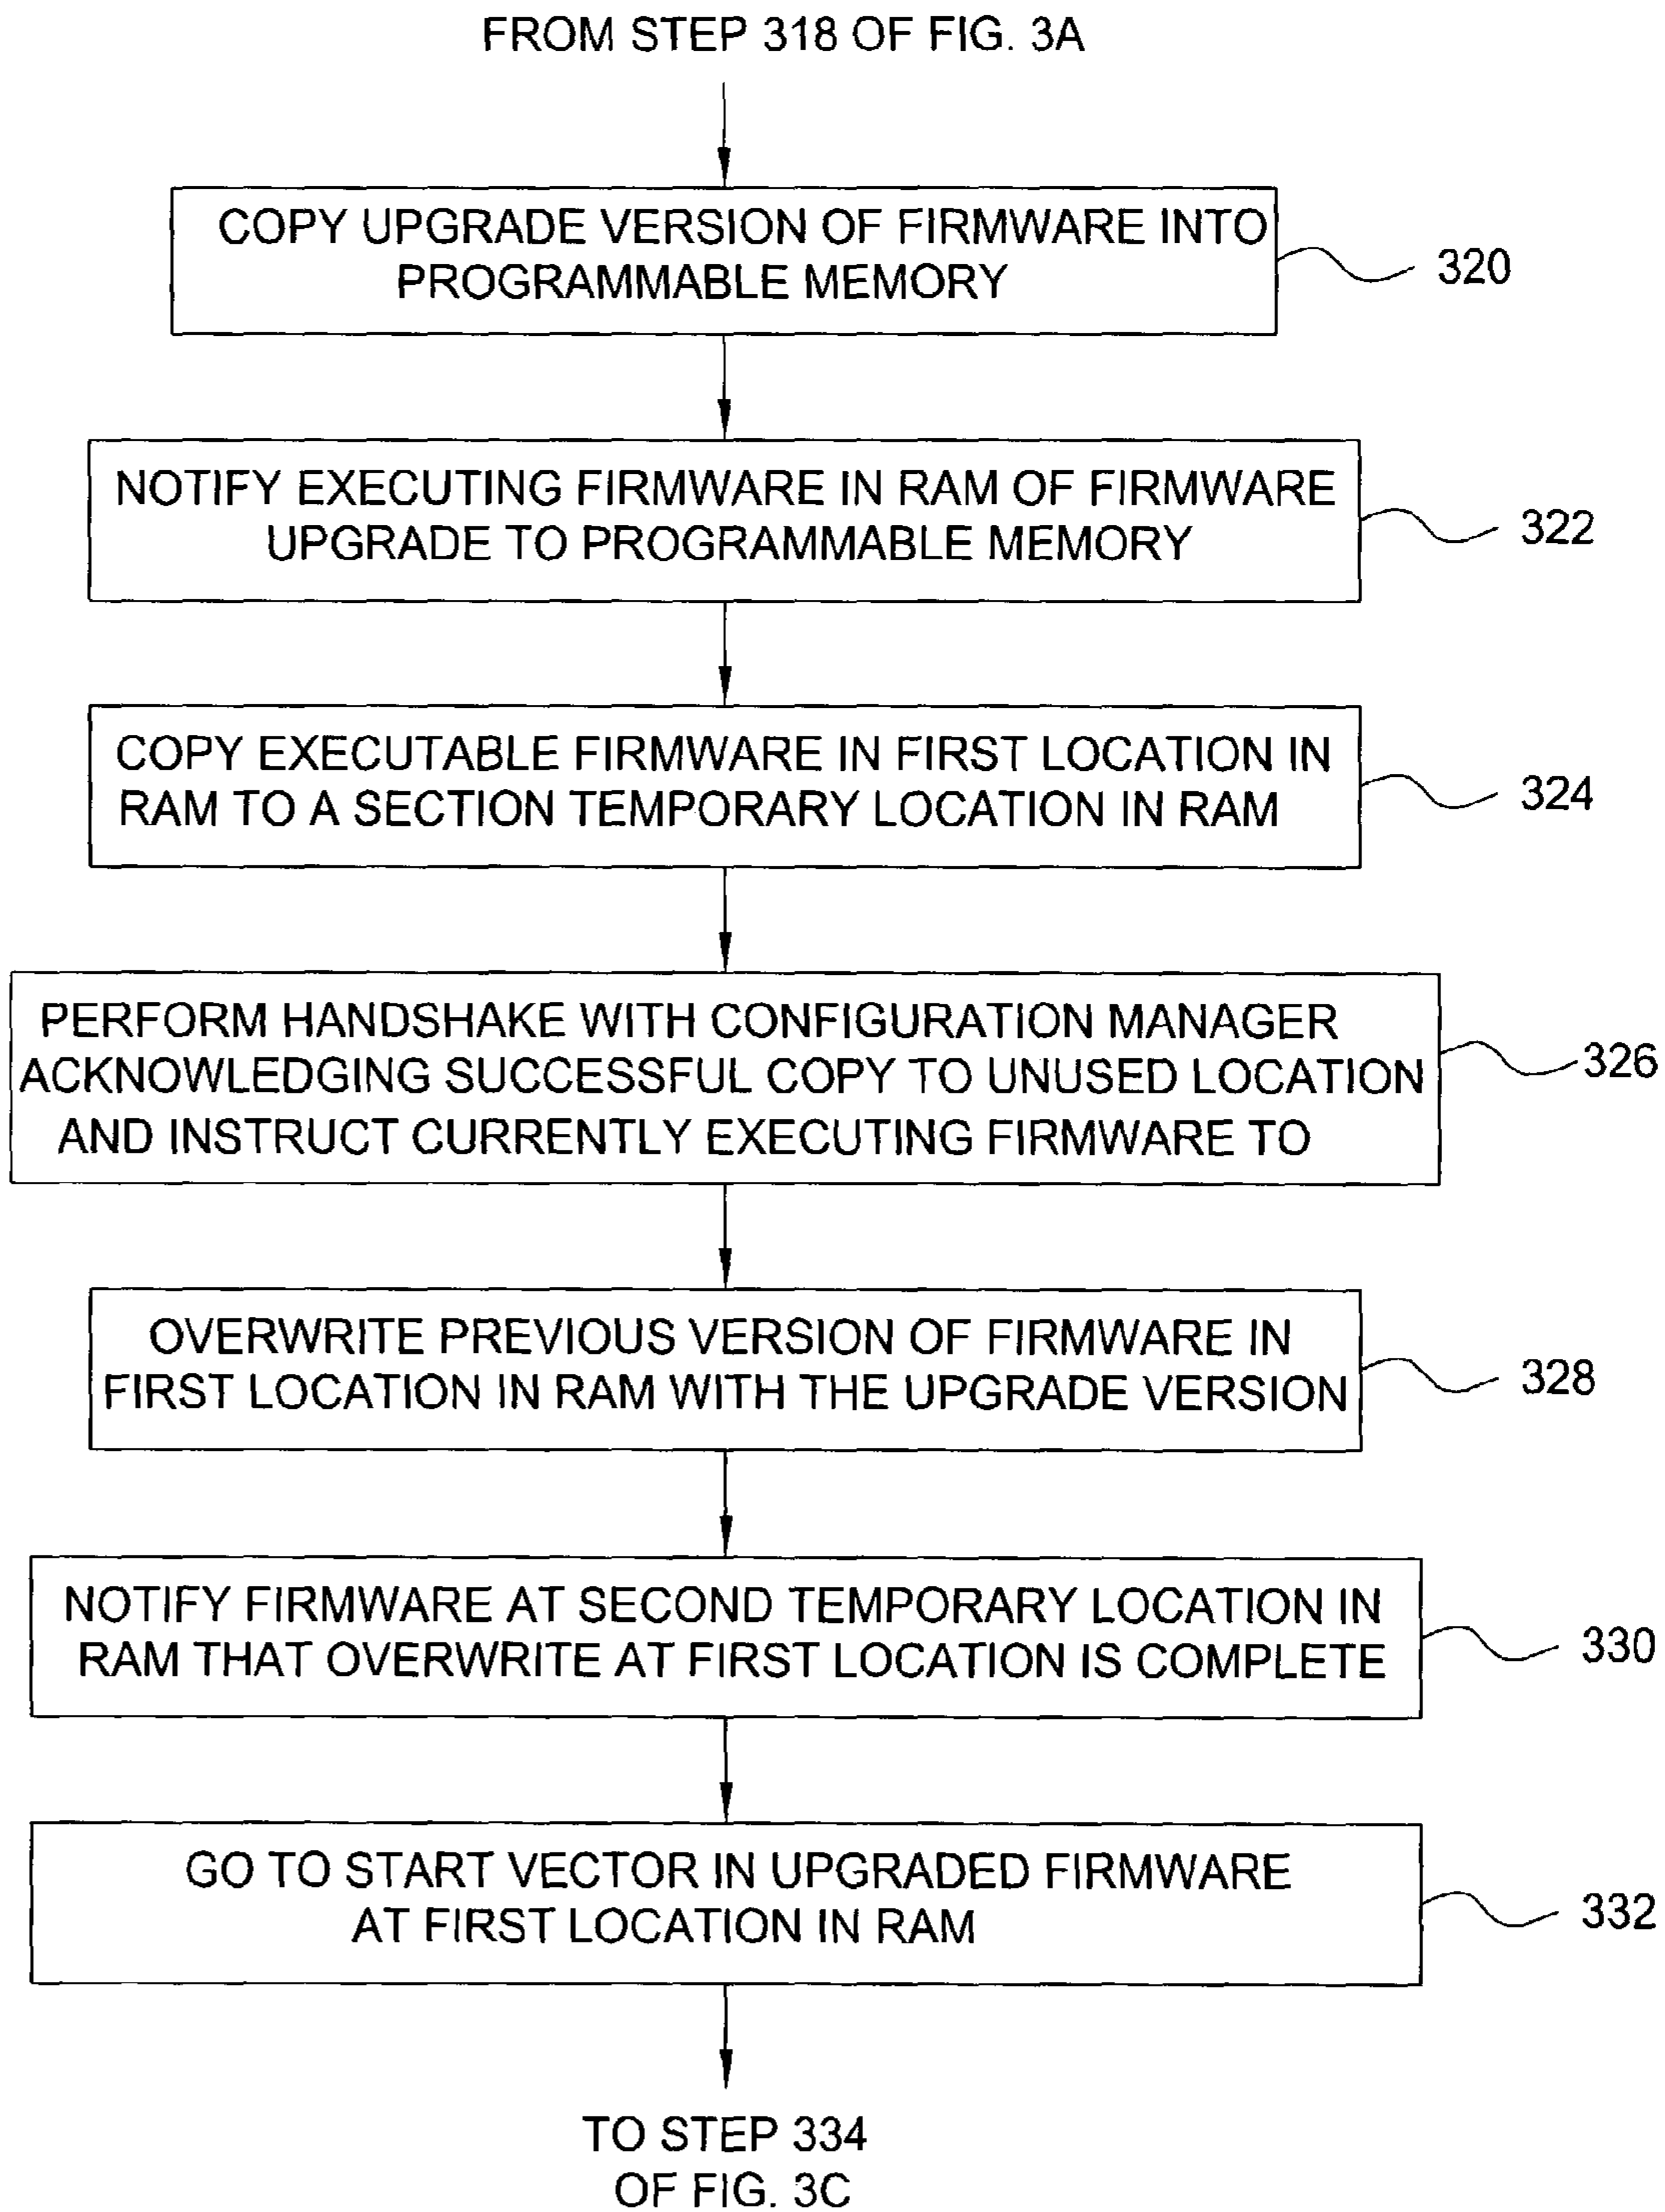 FROM STEP 318 OF FIG. 3A
COPY UPGRADE VERSION OF FIRMWARE INTO
PROGRAMMABLE MEMORY
320
NOTIFY EXECUTING FIRMWARE IN RAM OF FIRMWARE
UPGRADE TO PROGRAMMABLE MEMORY
322
COPY EXECUTABLE FIRMWARE IN FIRST LOCATION IN
RAM TO A SECTION TEMPORARY LOCATION IN RAM
324
PERFORM HANDSHAKE WITH CONFIGURATION MANAGER
ACKNOWLEDGING SUCCESSFUL COPY TO UNUSED LOCATION
AND INSTRUCT CURRENTLY EXECUTING FIRMWARE TO
326
OVERWRITE PREVIOUS VERSION OF FIRMWARE IN
FIRST LOCATION IN RAM WITH THE UPGRADE VERSION
328
NOTIFY FIRMWARE AT SECOND TEMPORARY LOCATION IN
RAM THAT OVERWRITE AT FIRST LOCATION IS COMPLETE
330
GO TO START VECTOR IN UPGRADED FIRMWARE
AT FIRST LOCATION IN RAM
332
TO STEP 334
OF FIG. 3C